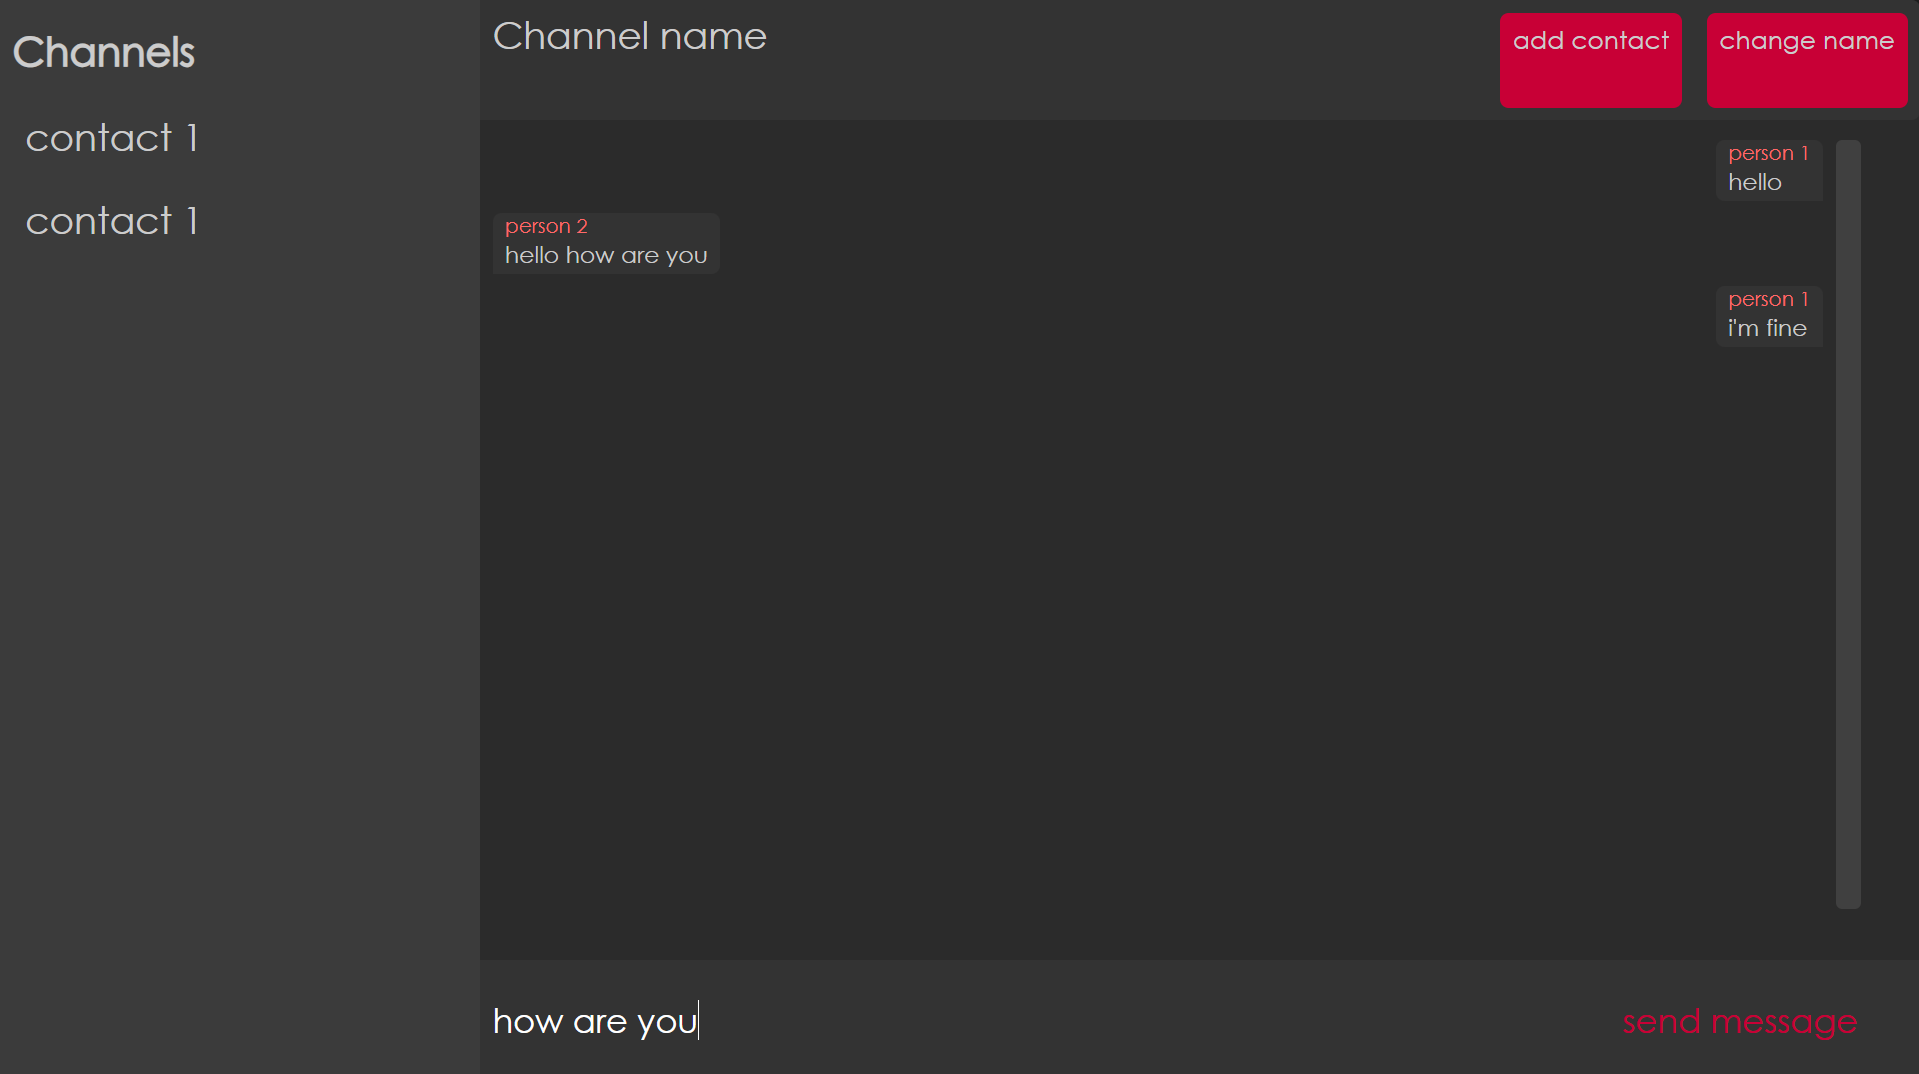 Channels
contact 1
contact 1
Channel name
add contact
change name
person 1
hello
person 2
hello how are you
person 1
i'm fine
how are you
send message